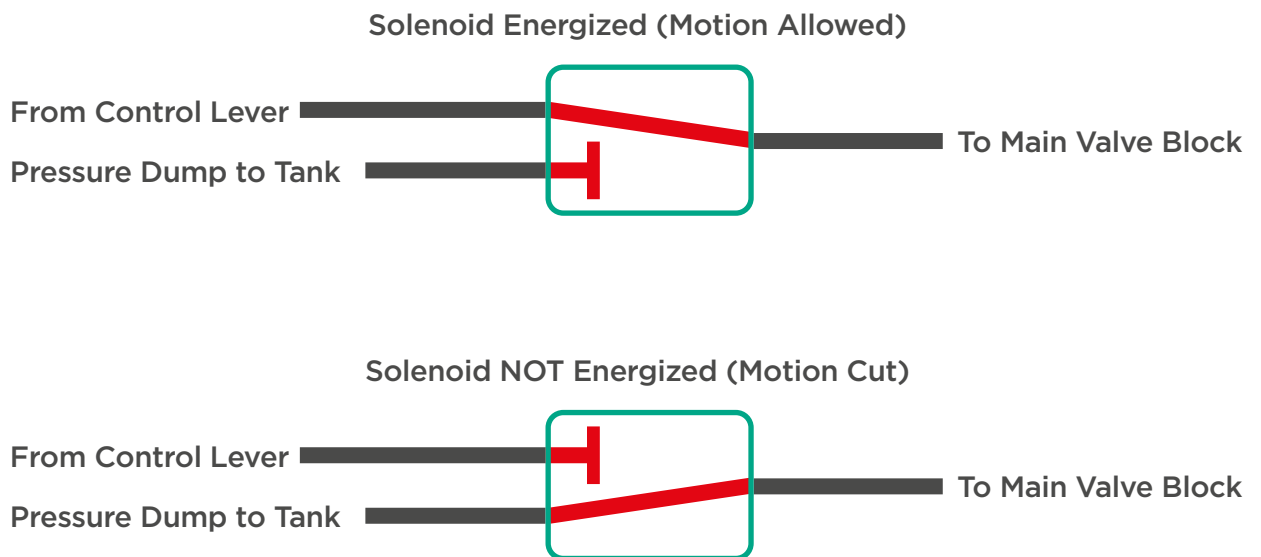 Solenoid Energized (Motion Allowed)
From Control Lever
To Main Valve Block
Pressure Dump to Tank
Solenoid NOT Energized (Motion Cut)
From Control Lever
To Main Valve Block
Pressure Dump to Tank